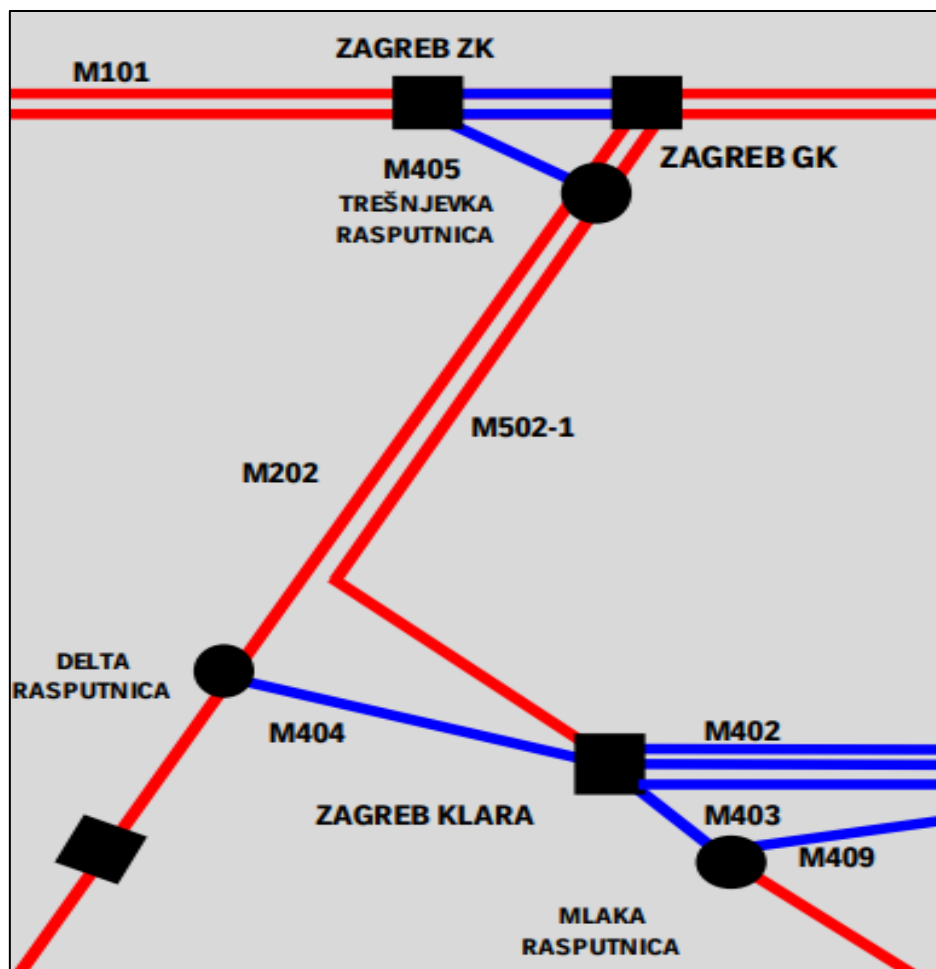 ZAGREB ZK
M101
ZAGREB GK
M405
TREŠNJEVKA
RASPUTNICA
M502-1
M202
DELTA
RASPUTNICA
M404
M402
ZAGREB KLARA
M403
M409
MLAKA
RASPUTNICA